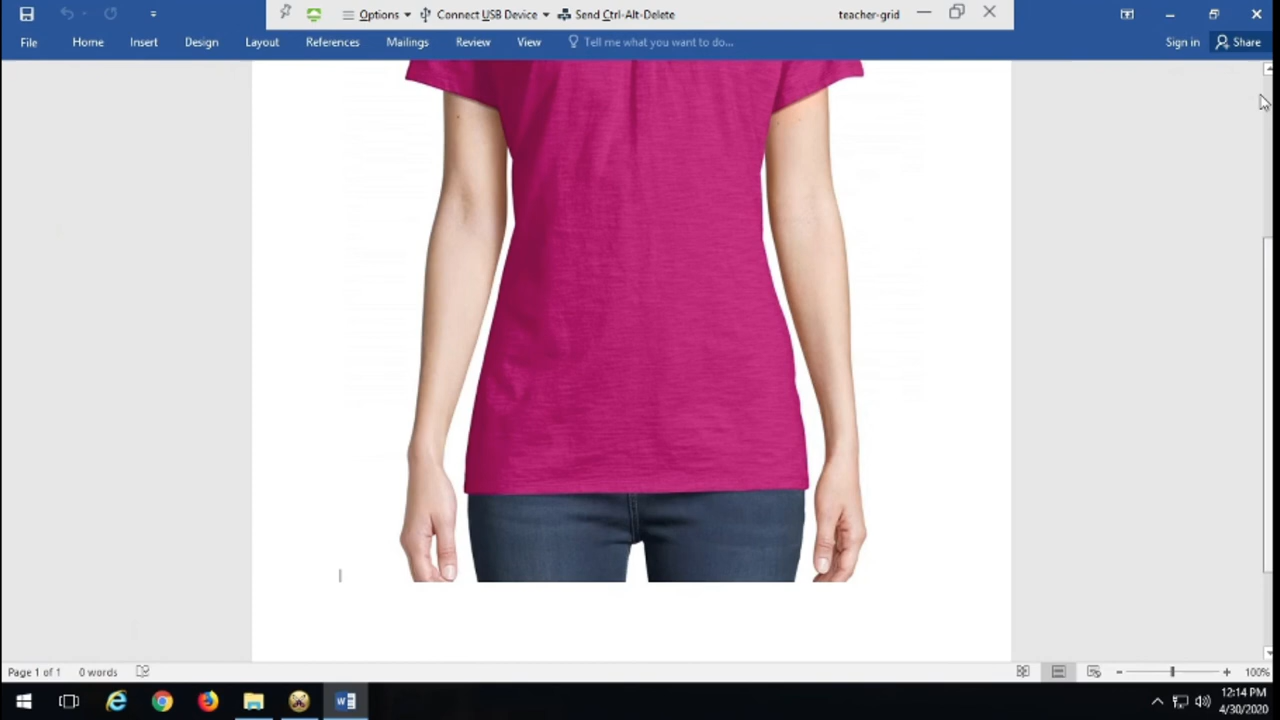 Options Connect USB Device Send Ctrl-Alt-Delete teacher-grid
File Home Insert Design Layout References Mailings Review View Tell me what you want to do... Sign in Share
Page 1 of 1 0 words 100%
12:14 PM
4/30/2020